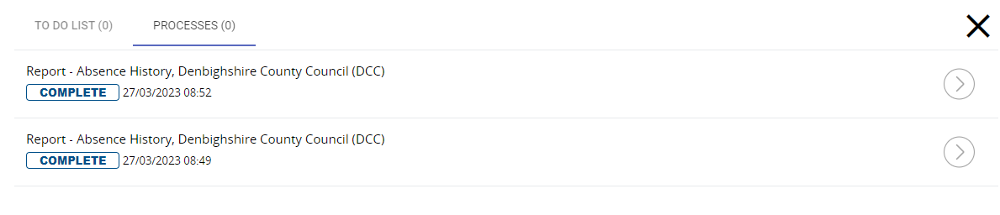 TO DO LIST (0) PROCESSES (0)
Report - Absence History, Denbighshire County Council (DCC)
COMPLETE 27/03/2023 08:52
Report - Absence History, Denbighshire County Council (DCC)
COMPLETE 27/03/2023 08:49